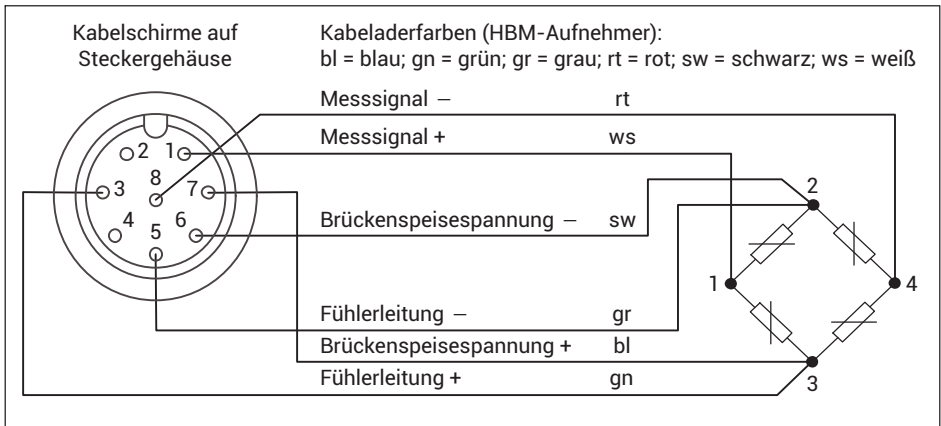 Kabelschirme auf
Steckergehäuse
Kabeladerfarben (HBM-Aufnehmer):
bl = blau; gn = grün; gr = grau; rt = rot; sw = schwarz; ws = weiß
Messsignal − rt
Messsignal + ws
2 1
8
3 7
4 6
5
Brückenspeisespannung − sw
2
1 4
Fühlerleitung − gr
Brückenspeisespannung + bl
Fühlerleitung + gn
3